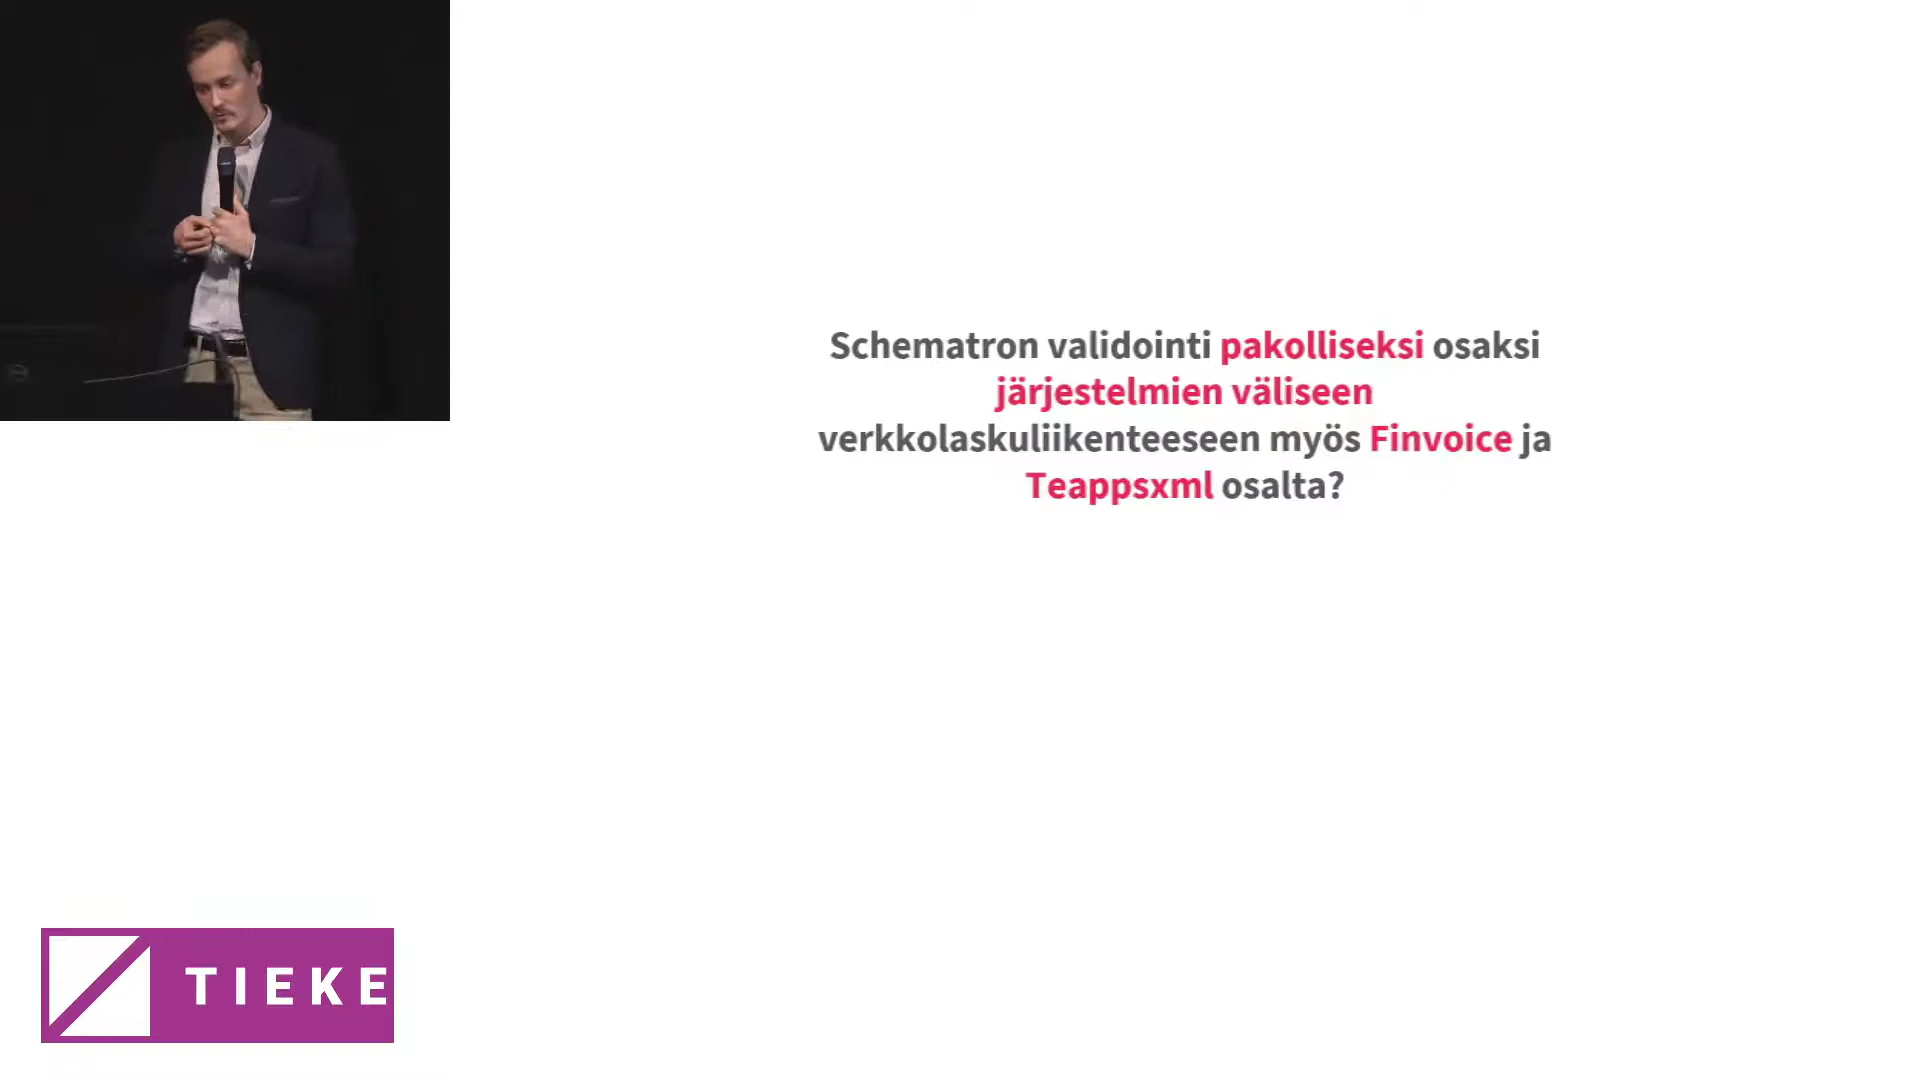 Schematron validointi pakolliseksi osaksi
järjestelmien väliseen
verkkolaskuliikenteeseen myös Finvoice ja
Teappsxml osalta?
TIEKE